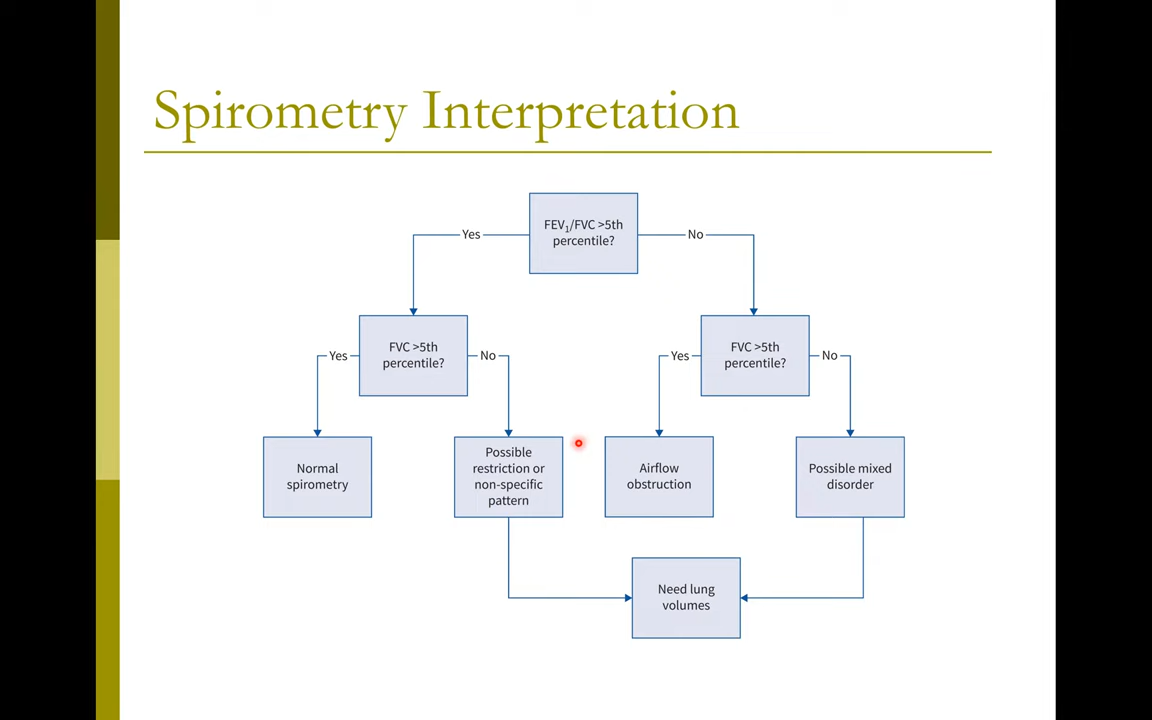 Spirometry Interpretation
FEV₁/FVC >5th
percentile?
Yes
No
FVC >5th
percentile?
FVC >5th
percentile?
Yes
No
Yes
No
Normal
spirometry
Possible
restriction or
non-specific
pattern
Airflow
obstruction
Possible mixed
disorder
Need lung
volumes